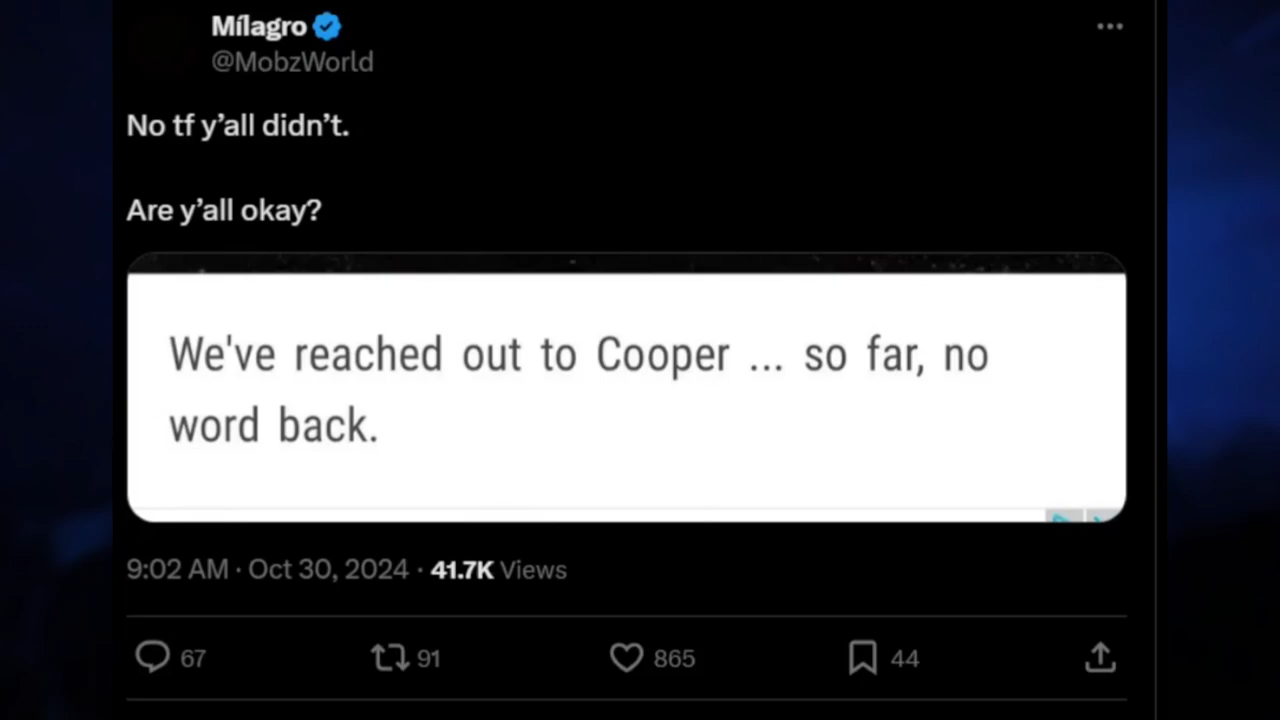 Mílagro
@MobzWorld
No tf y’all didn’t.
Are y’all okay?
We've reached out to Cooper ... so far, no
word back.
9:02 AM · Oct 30, 2024 · 41.7K Views
67 91 865 44